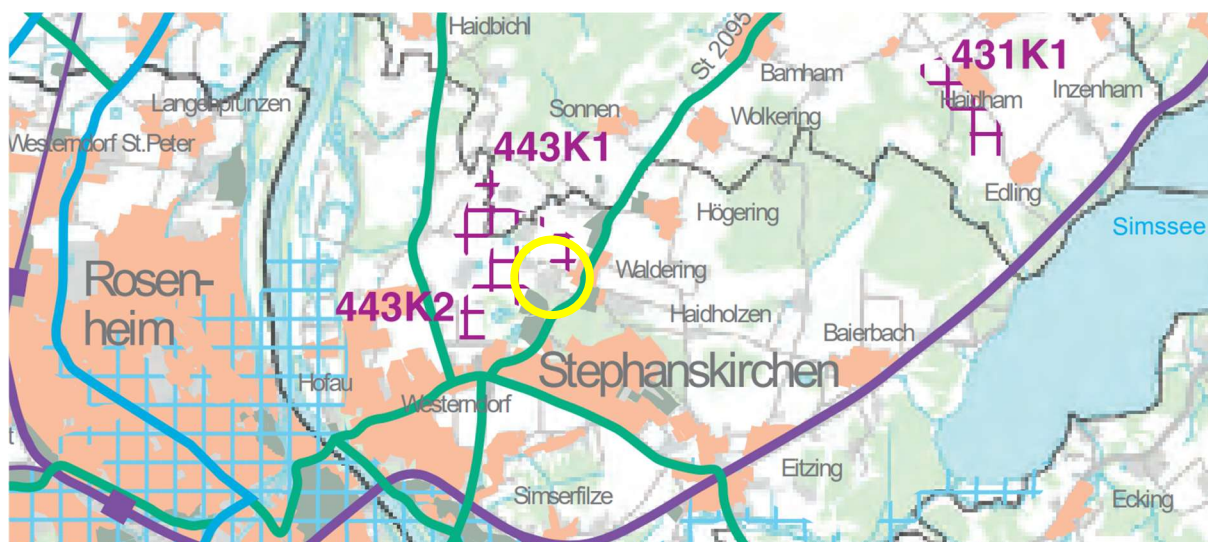 Haidbichl
St 2095
Bamham
431K1
Inzenham
Haidham
Langenpfunzen
Sonnen
Wolkering
Westerndorf St.Peter
443K1
Edling
Högering
Simssee
Rosen-
heim
Waldering
443K2
Haidholzen
Baierbach
Hofau
Stephanskirchen
Westerndorf
t
Eitzing
Simserfilze
Ecking